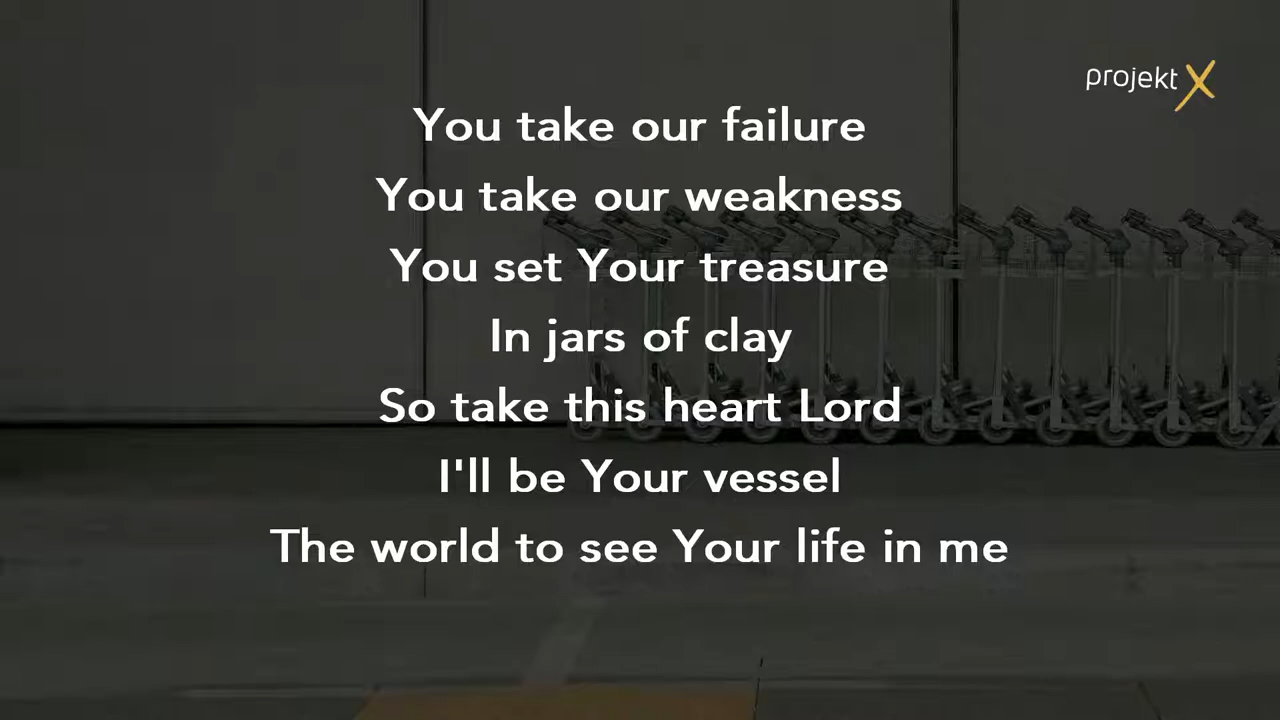 projekt X
You take our failure
You take our weakness
You set Your treasure
In jars of clay
So take this heart Lord
I'll be Your vessel
The world to see Your life in me